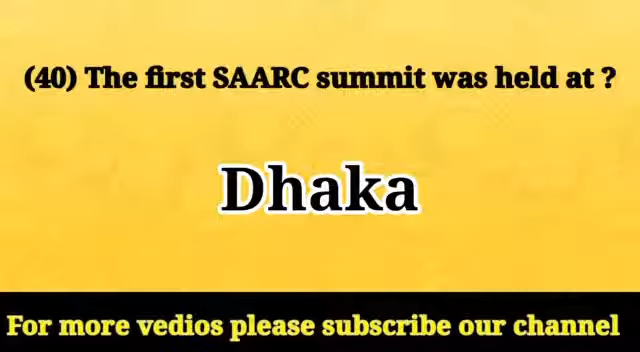 (40) The first SAARC summit was held at ?
Dhaka
For more vedios please subscribe our channel